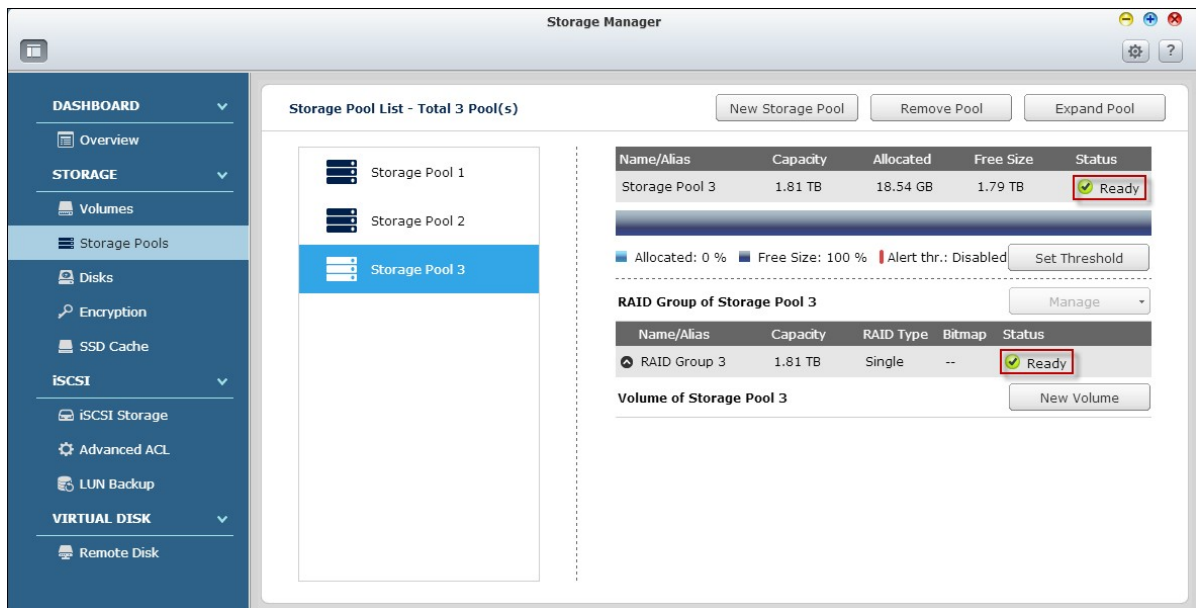 Storage Manager
?
DASHBOARD
Overview
STORAGE
Volumes
Storage Pools
Disks
Encryption
SSD Cache
iSCSI
iSCSI Storage
Advanced ACL
LUN Backup
VIRTUAL DISK
Remote Disk
Storage Pool List - Total 3 Pool(s)
New Storage Pool
Remove Pool
Expand Pool
Storage Pool 1
Storage Pool 2
Storage Pool 3
Name/Alias Capacity Allocated Free Size Status
Storage Pool 3 1.81 TB 18.54 GB 1.79 TB Ready
Allocated: 0 % Free Size: 100 % Alert thr.: Disabled Set Threshold
RAID Group of Storage Pool 3 Manage
Name/Alias Capacity RAID Type Bitmap Status
RAID Group 3 1.81 TB Single -- Ready
Volume of Storage Pool 3 New Volume